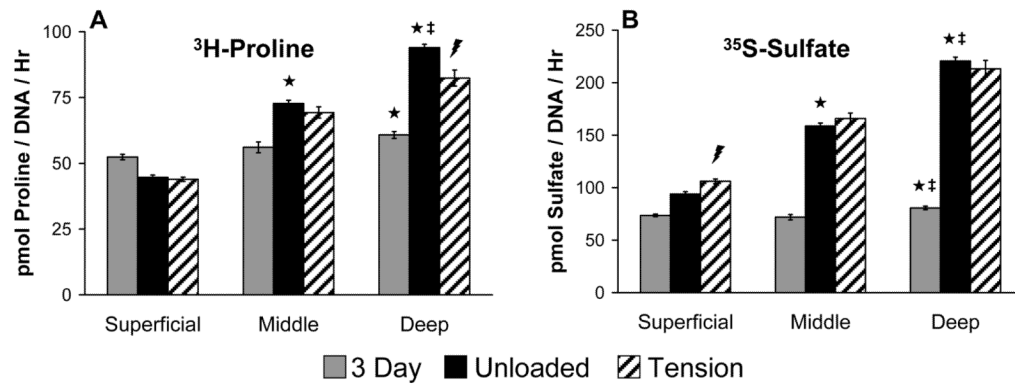 A
³H-Proline
pmol Proline / DNA / Hr
100
75
50
25
0
★
★
★‡
Superficial Middle Deep
B
³⁵S-Sulfate
pmol Sulfate / DNA / Hr
250
200
150
100
50
0
★
★‡
★‡
Superficial Middle Deep
3 Day Unloaded Tension